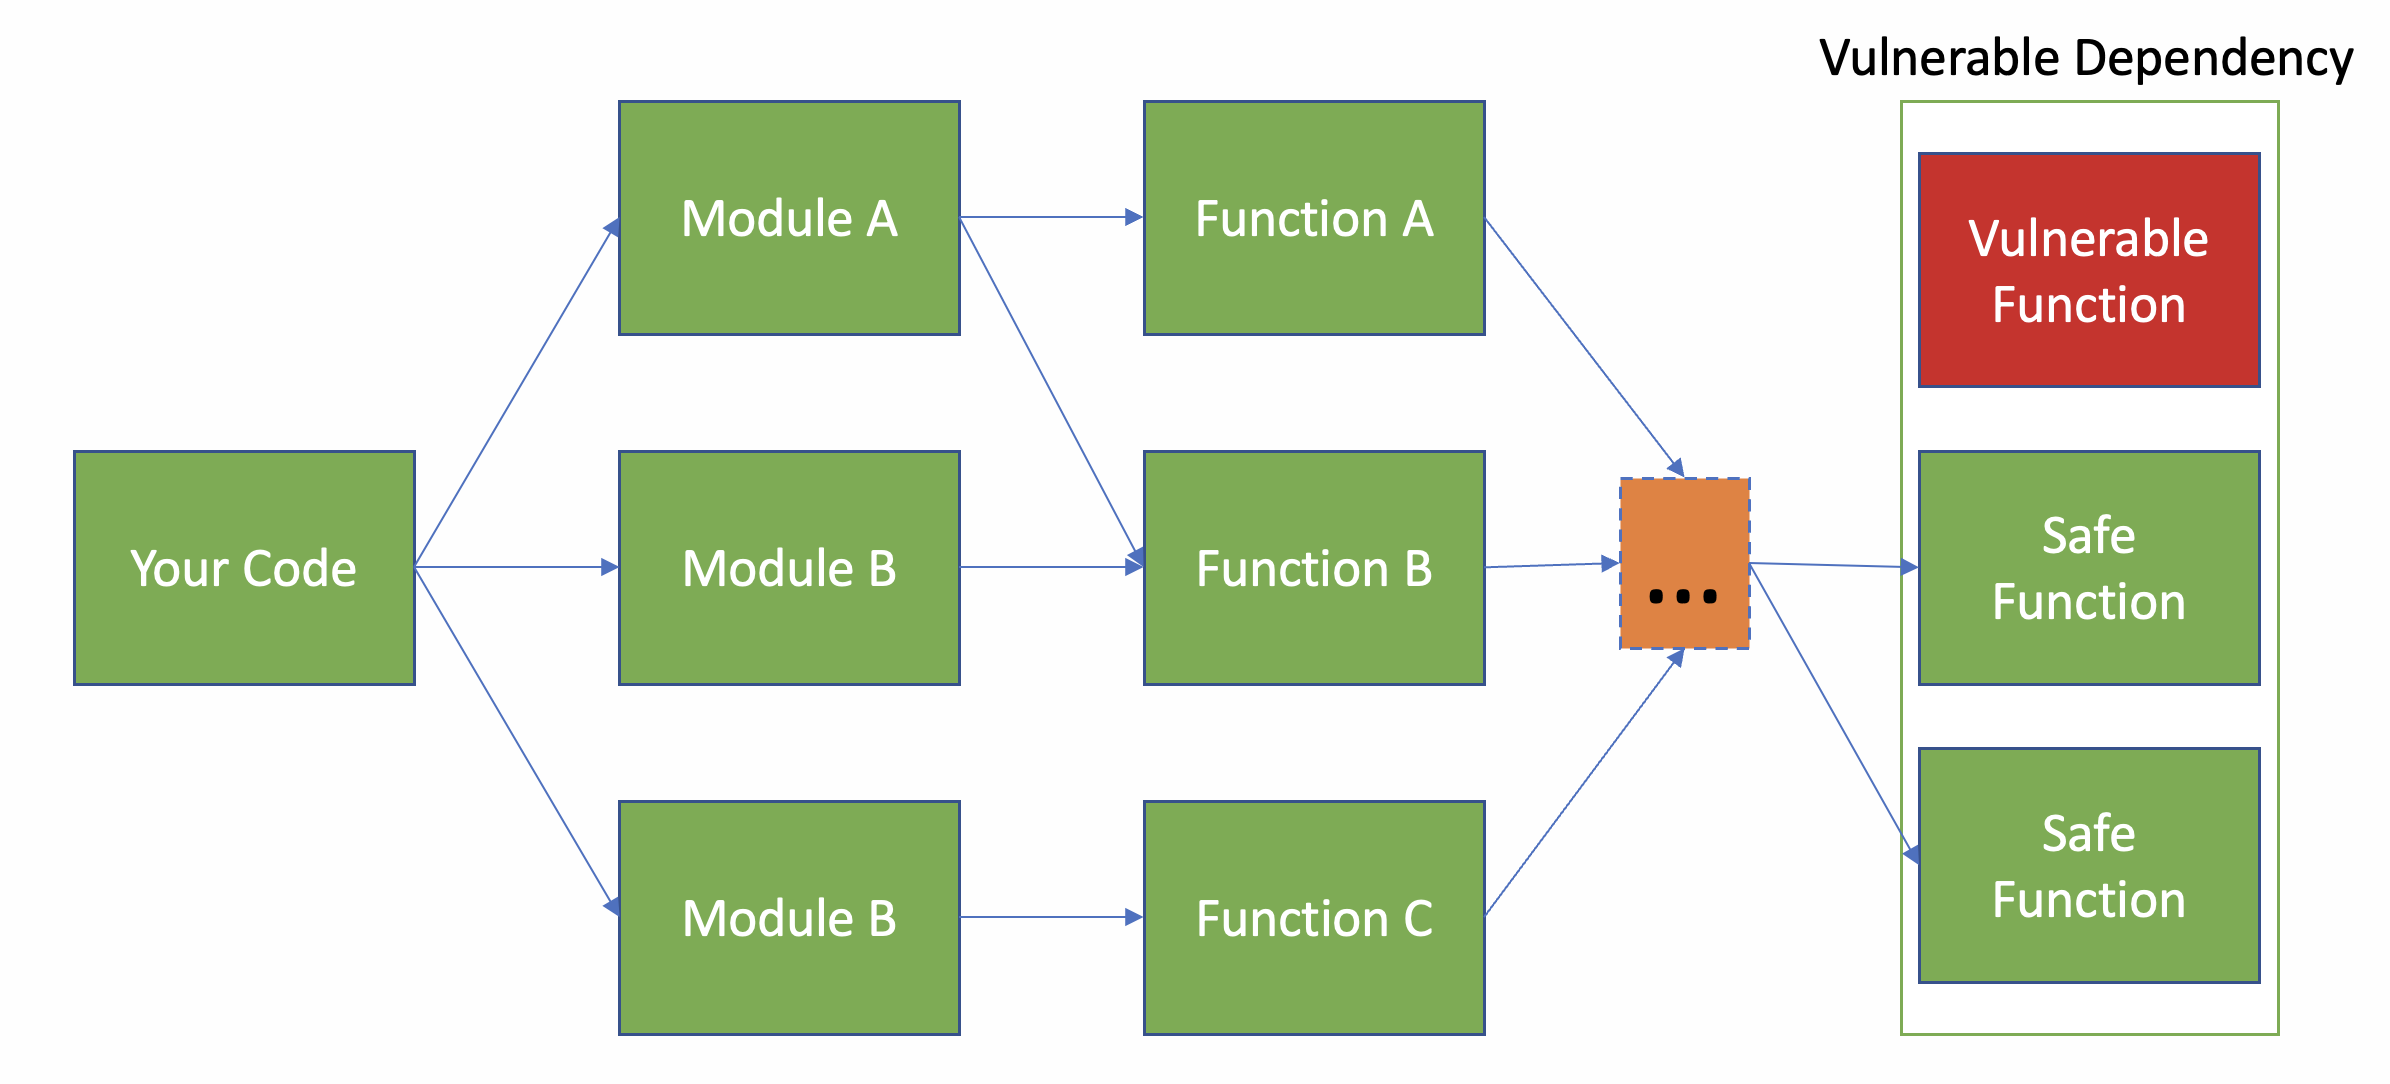 Vulnerable Dependency
Module A
Function A
Vulnerable
Function
Your Code
Module B
Function B
...
Safe
Function
Module B
Function C
Safe
Function